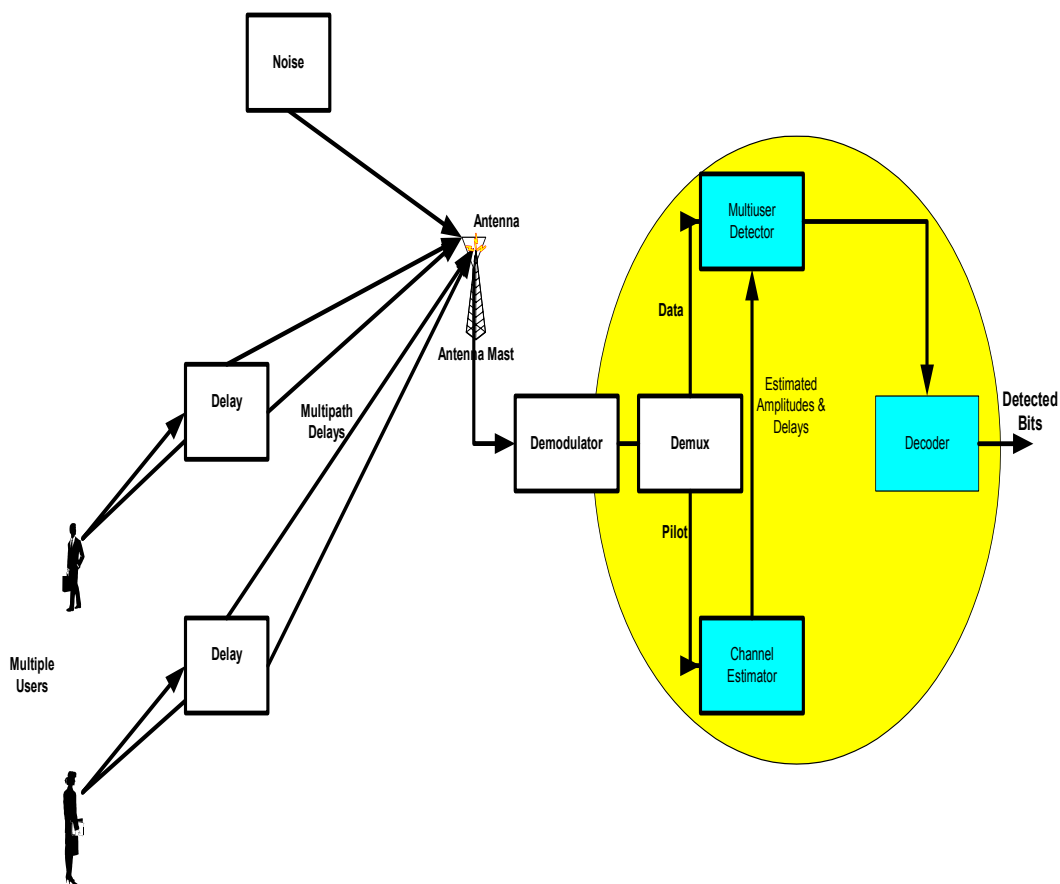 Noise
Antenna
Multiuser
Detector
Data
Antenna Mast
Delay
Multipath
Delays
Estimated
Amplitudes &
Delays
Detected
Bits
Demodulator
Demux
Decoder
Pilot
Delay
Channel
Estimator
Multiple
Users